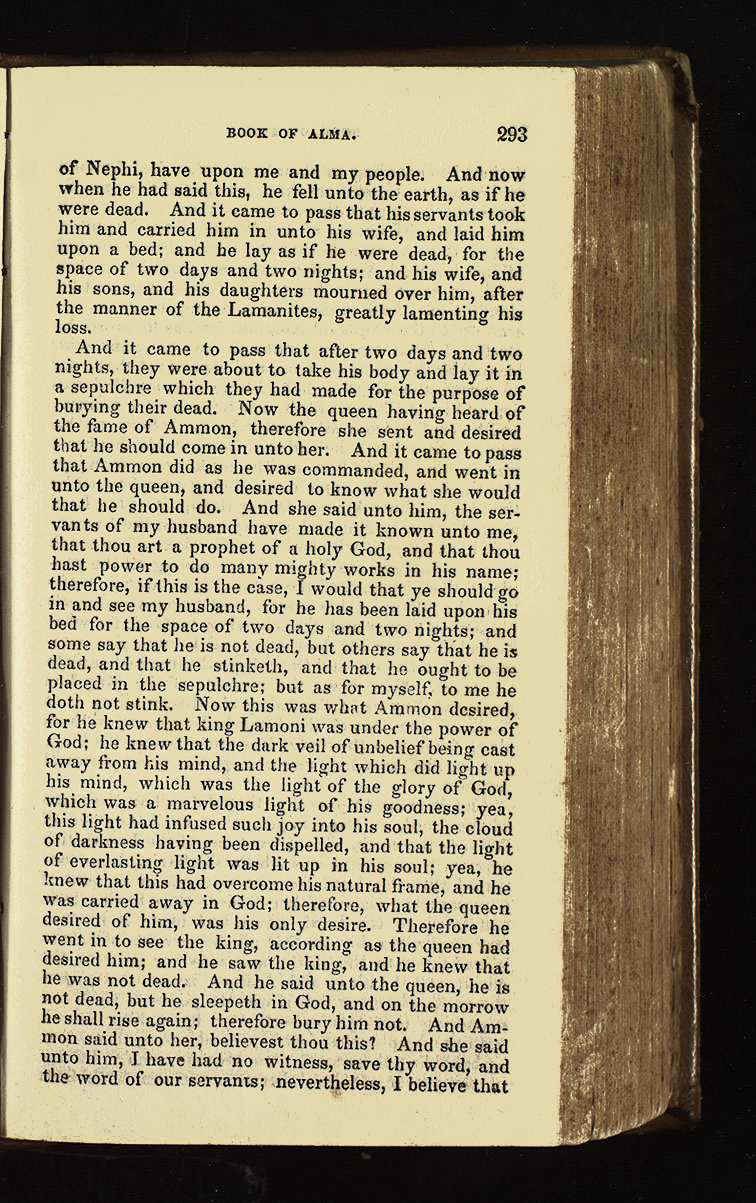 BOOK OF ALMA. 293
of Nephi, have upon me and my people. And now
when he had said this, he fell unto the earth, as if he
were dead. And it came to pass that his servants took
him and carried him in unto his wife, and laid him
upon a bed; and he lay as if he were dead, for the
space of two days and two nights; and his wife, and
his sons, and his daughters mourned over him, after
the manner of the Lamanites, greatly lamenting his
loss.
And it came to pass that after two days and two
nights, they were about to take his body and lay it in
a sepulchre which they had made for the purpose of
burying their dead. Now the queen having heard of
the fame of Ammon, therefore she sent and desired
that he should come in unto her. And it came to pass
that Ammon did as he was commanded, and went in
unto the queen, and desired to know what she would
that he should do. And she said unto him, the ser-
vants of my husband have made it known unto me,
that thou art a prophet of a holy God, and that thou
hast power to do many mighty works in his name;
therefore, if this is the case, I would that ye should go
in and see my husband, for he has been laid upon his
bed for the space of two days and two nights; and
some say that he is not dead, but others say that he is
dead, and that he stinketh, and that he ought to be
placed in the sepulchre; but as for myself, to me he
doth not stink. Now this was what Ammon desired,
for he knew that king Lamoni was under the power of
God; he knew that the dark veil of unbelief being cast
away from his mind, and the light which did light up
his mind, which was the light of the glory of God,
which was a marvelous light of his goodness; yea,
this light had infused such joy into his soul, the cloud
of darkness having been dispelled, and that the light
of everlasting light was lit up in his soul; yea, he
knew that this had overcome his natural frame, and he
was carried away in God; therefore, what the queen
desired of him, was his only desire. Therefore he
went in to see the king, according as the queen had
desired him; and he saw the king, and he knew that
he was not dead. And he said unto the queen, he is
not dead, but he sleepeth in God, and on the morrow
he shall rise again; therefore bury him not. And Am-
mon said unto her, believest thou this? And she said
unto him, I have had no witness, save thy word, and
the word of our servants; nevertheless, I believe that